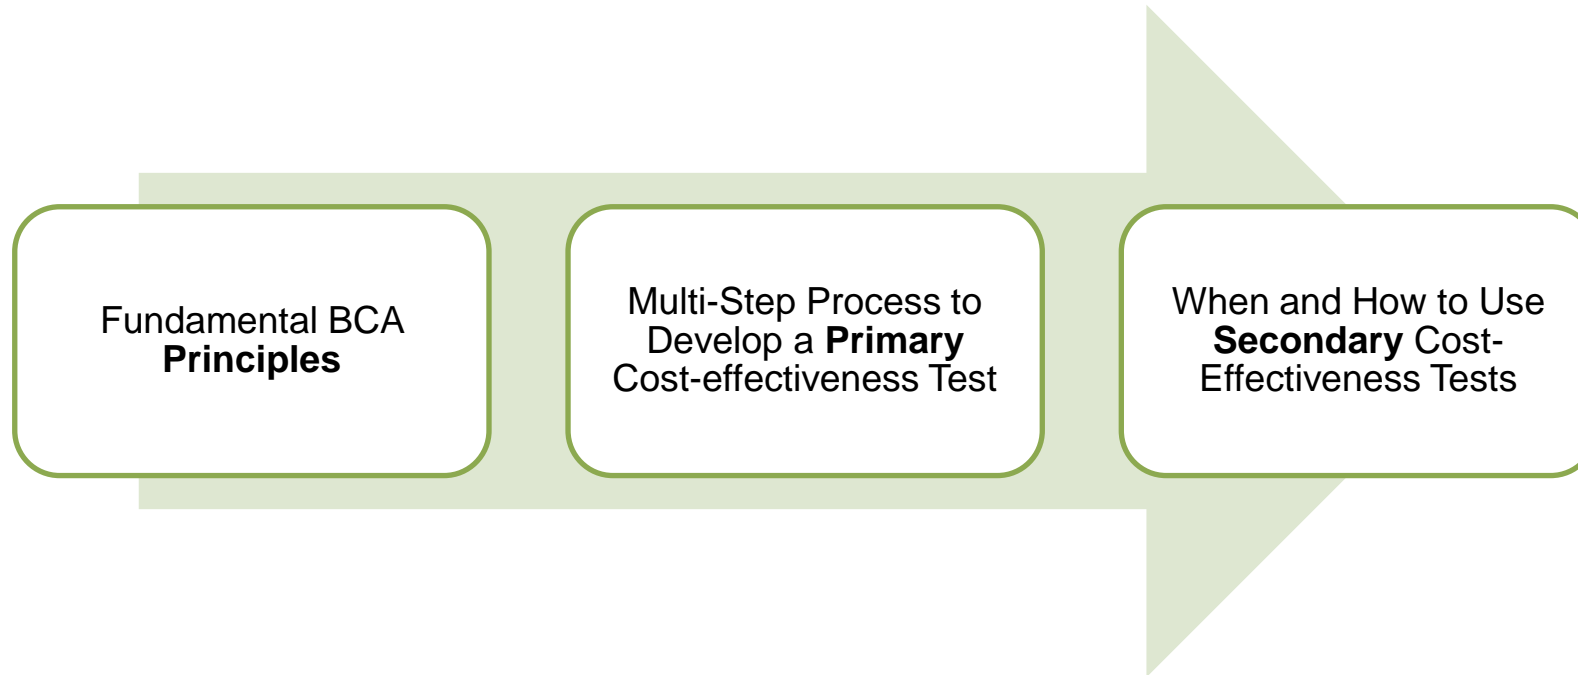 Fundamental BCA
Principles
Multi-Step Process to
Develop a Primary
Cost-effectiveness Test
When and How to Use
Secondary Cost-
Effectiveness Tests